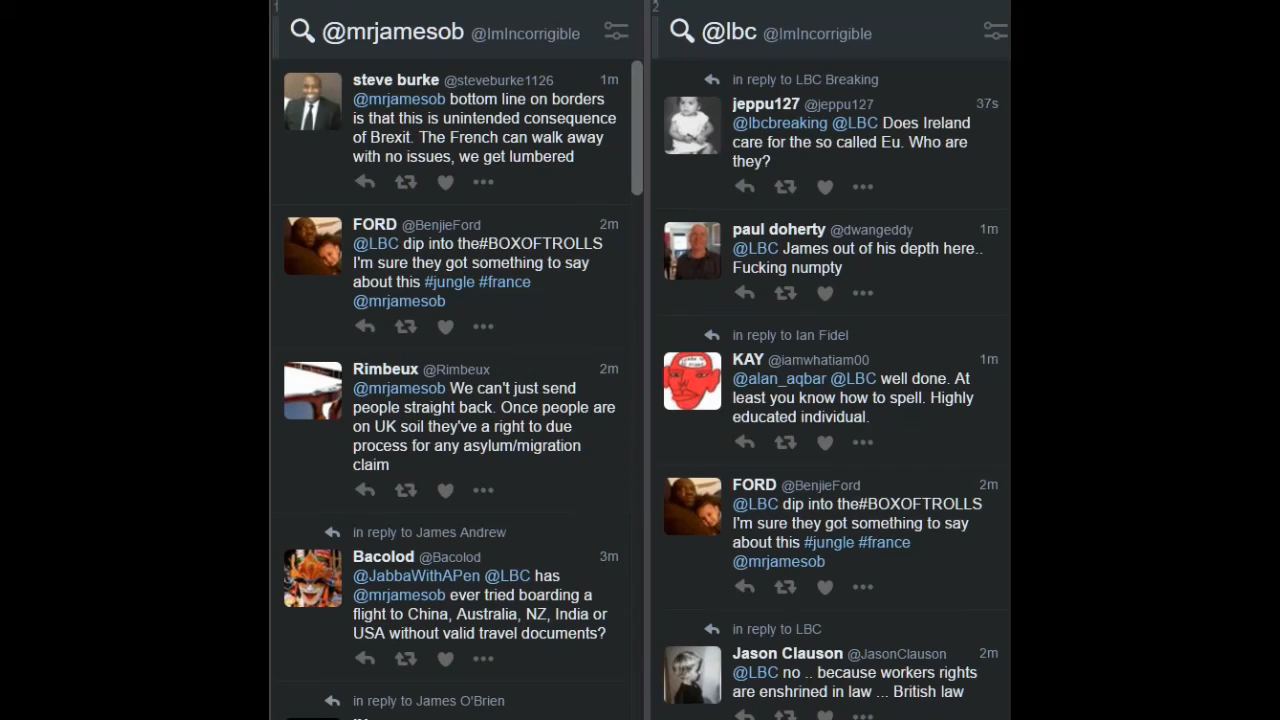 1
@mrjamesob @ImIncorrigible
steve burke @steveburke1126 1m
@mrjamesob bottom line on borders
is that this is unintended consequence
of Brexit. The French can walk away
with no issues, we get lumbered
FORD @BenjieFord 2m
@LBC dip into the#BOXOFTROLLS
I'm sure they got something to say
about this #jungle #france
@mrjamesob
Rimbeux @Rimbeux 2m
@mrjamesob We can't just send
people straight back. Once people are
on UK soil they've a right to due
process for any asylum/migration
claim
in reply to James Andrew
Bacolod @Bacolod 3m
@JabbaWithAPen @LBC has
@mrjamesob ever tried boarding a
flight to China, Australia, NZ, India or
USA without valid travel documents?
in reply to James O'Brien
2
@lbc @ImIncorrigible
in reply to LBC Breaking
jeppu127 @jeppu127 37s
@lbcbreaking @LBC Does Ireland
care for the so called Eu. Who are
they?
paul doherty @dwangeddy 1m
@LBC James out of his depth here..
Fucking numpty
in reply to Ian Fidel
KAY @iamwhatiam00 1m
@alan_aqbar @LBC well done. At
least you know how to spell. Highly
educated individual.
FORD @BenjieFord 2m
@LBC dip into the#BOXOFTROLLS
I'm sure they got something to say
about this #jungle #france
@mrjamesob
in reply to LBC
Jason Clauson @JasonClauson 2m
@LBC no .. because workers rights
are enshrined in law ... British law